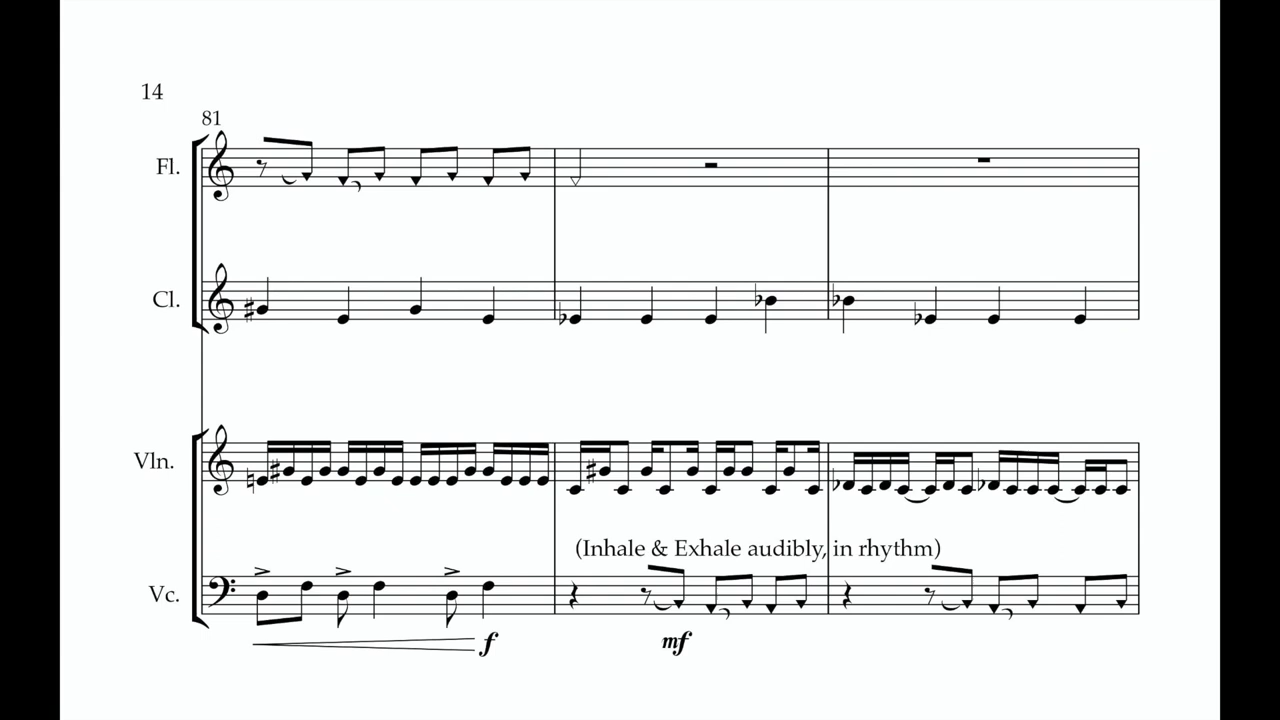 14
81
Fl.
Cl.
Vln.
(Inhale & Exhale audibly, in rhythm)
Vc.
f
mf